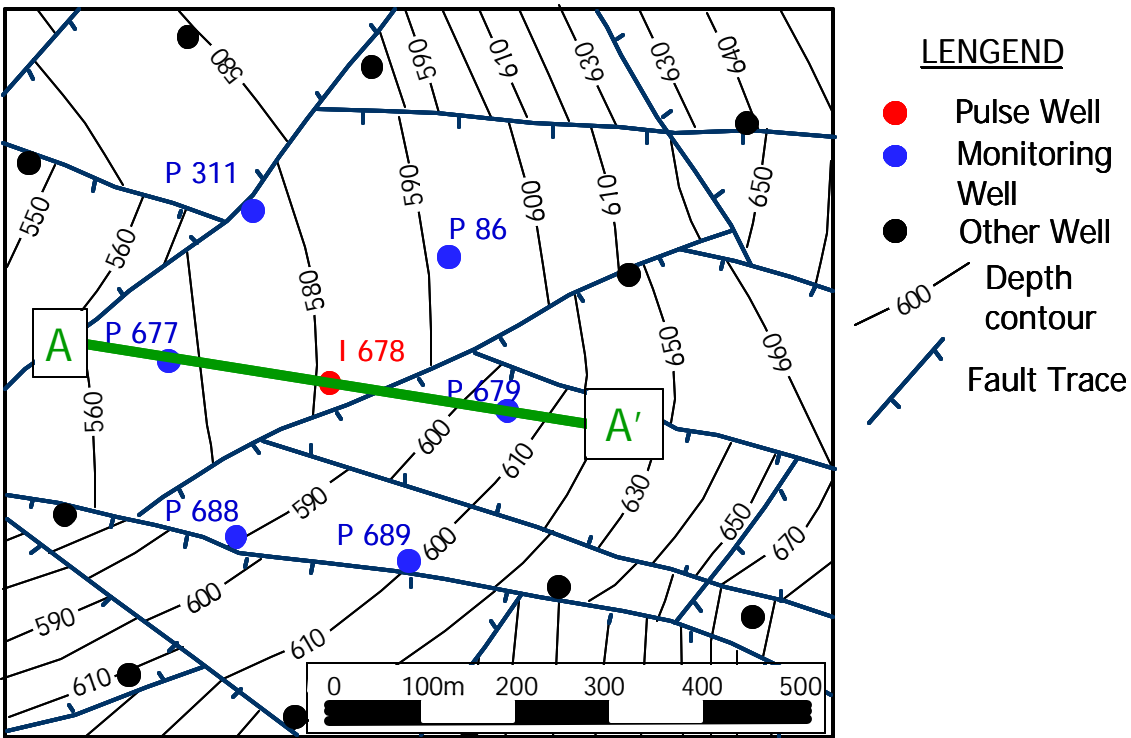 LENGEND
Pulse Well
Monitoring
Well
Other Well
600
Depth
contour
Fault Trace
580
590
610
630
630
640
P 311
550
560
590
600
610
650
P 86
580
P 677
I 678
A
P 679
A′
560
600
610
650
660
P 688
590
P 689
600
630
650
670
590
600
610
610
0 100m 200 300 400 500